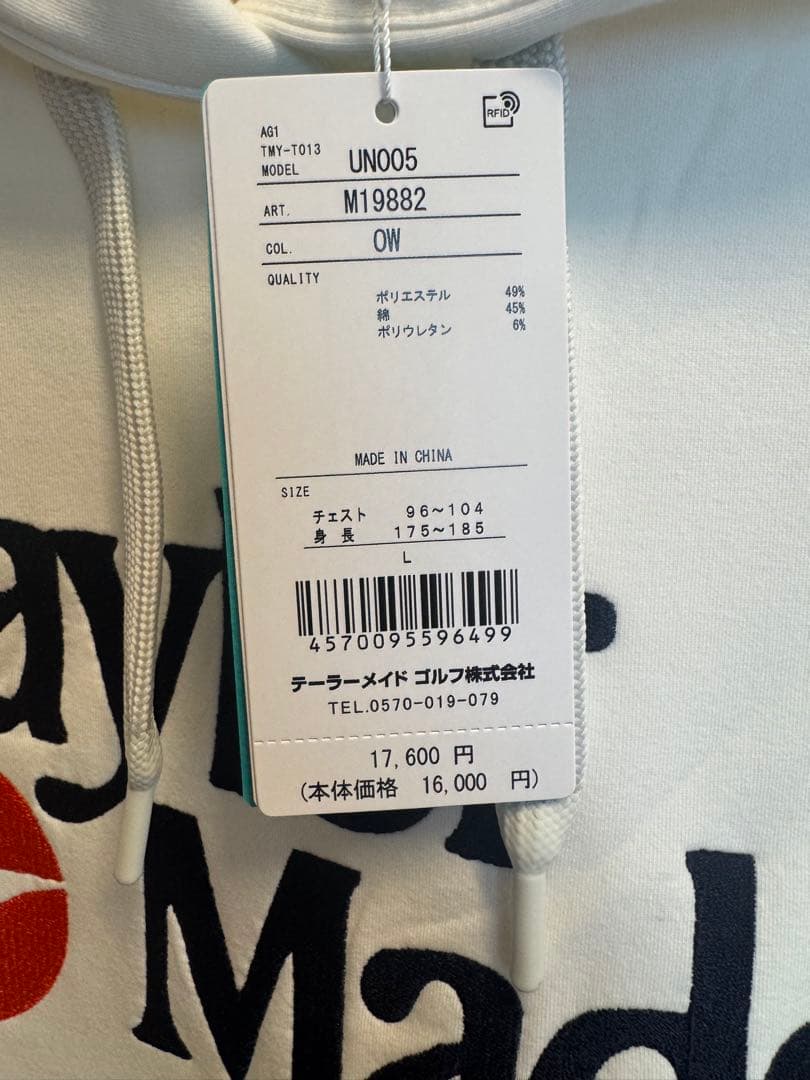 RFID
AG1
TMY-T013
MODEL UN005
ART. M19882
COL. OW
QUALITY
ポリエステル 49%
綿 45%
ポリウレタン 6%
MADE IN CHINA
SIZE
チェスト 96~104
身長 175~185
L
4570095596499
テーラーメイド ゴルフ株式会社
TEL.0570-019-079
17,600 円
(本体価格 16,000 円)
ay
Made